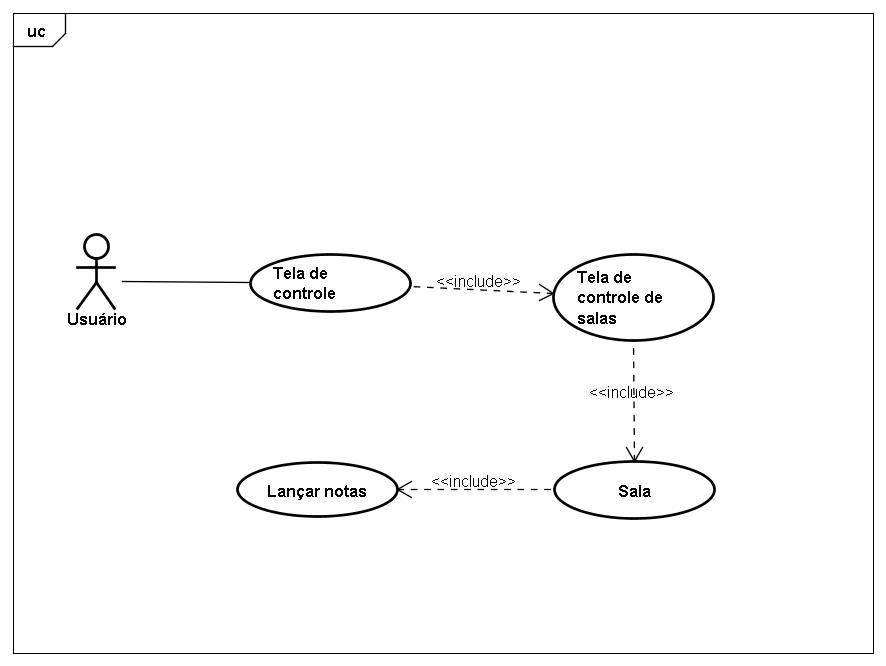 uc
Tela de
controle
<<include>>
Tela de
controle de
salas
Usuário
<<include>>
Lançar notas
<<include>>
Sala